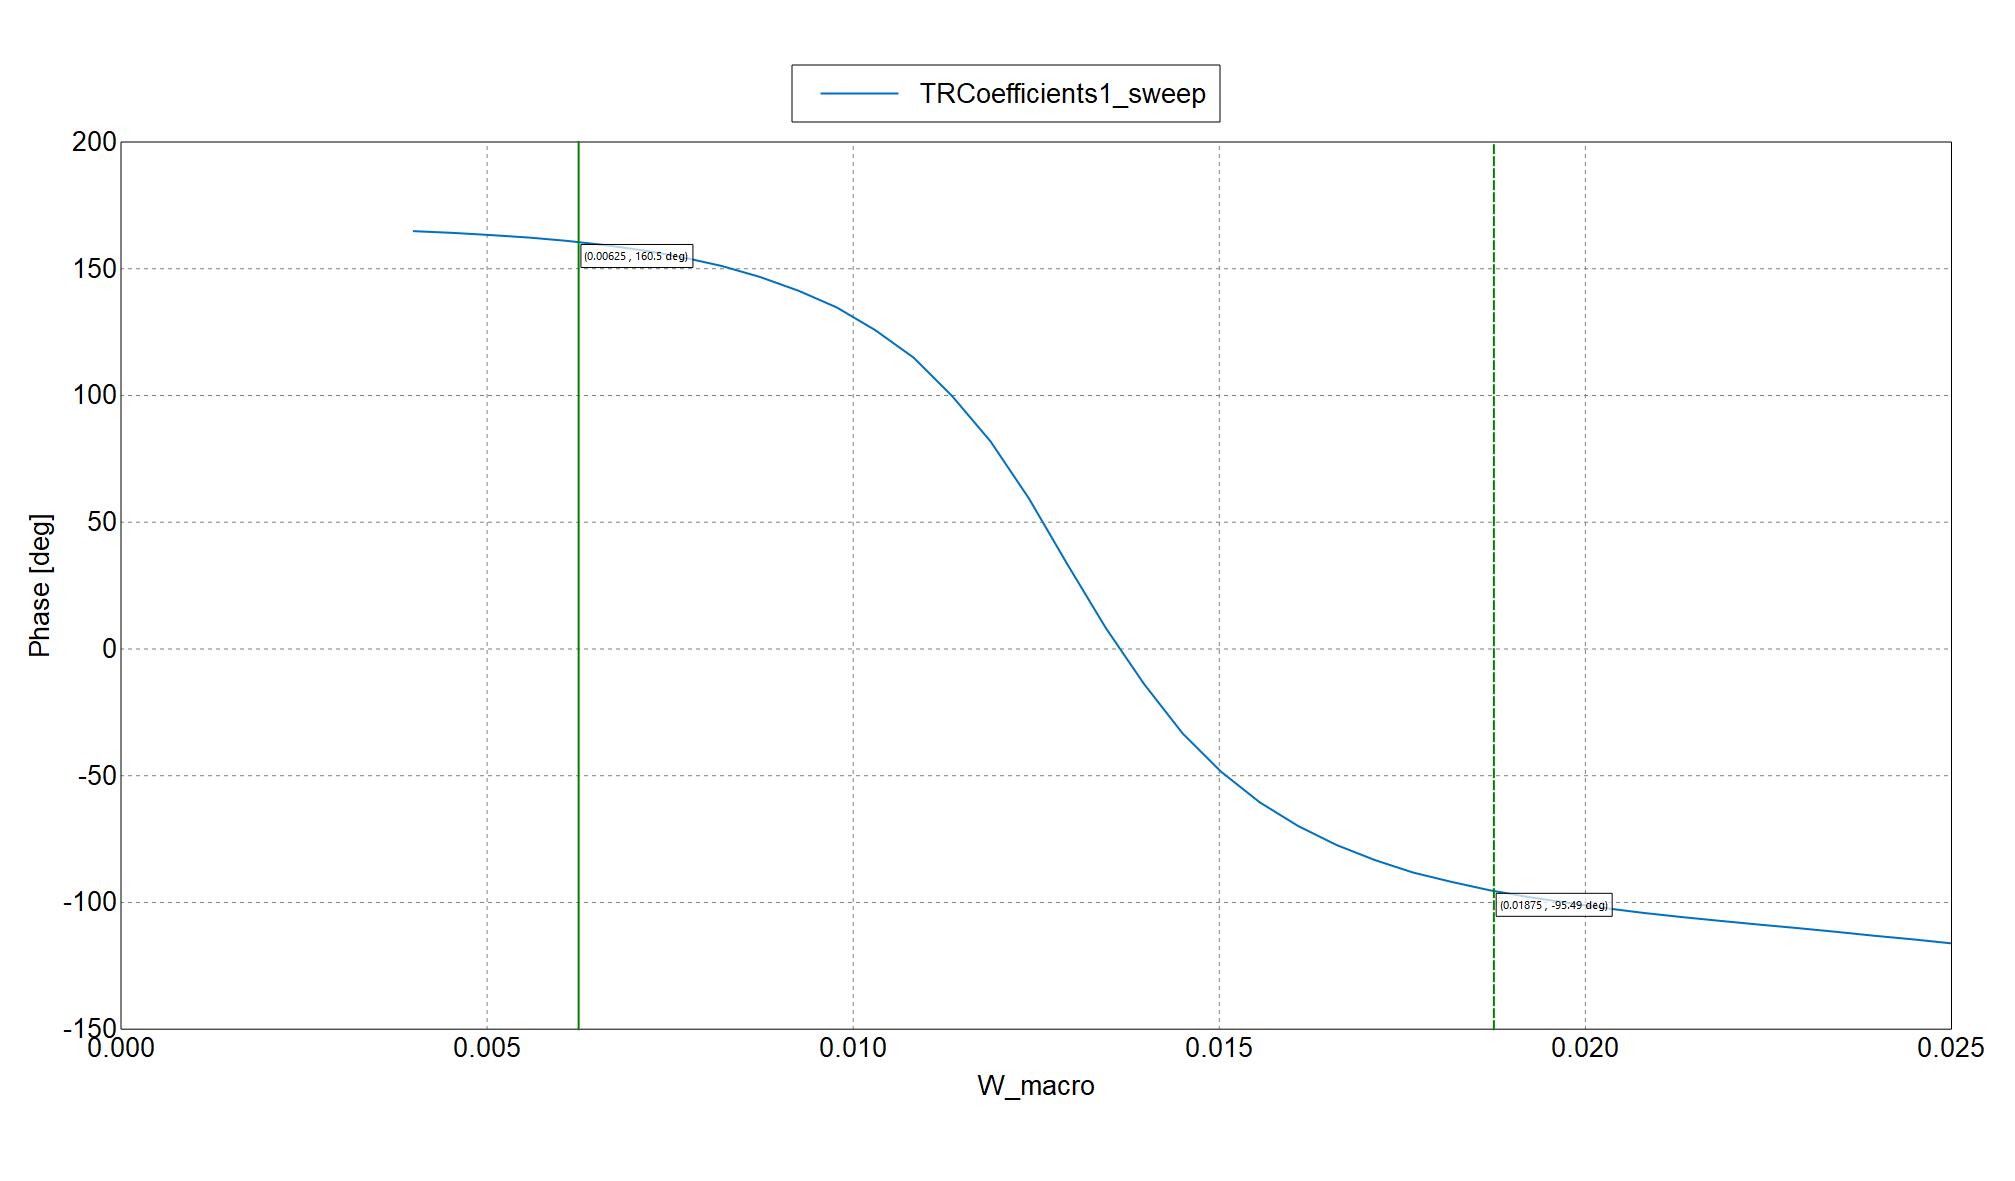 TRCoefficients1_sweep
200
150
100
50
0
-50
-100
-150
Phase [deg]
(0.00625 , 160.5 deg)
(0.01875 , -95.49 deg)
0.000 0.005 0.010 0.015 0.020 0.025
W_macro